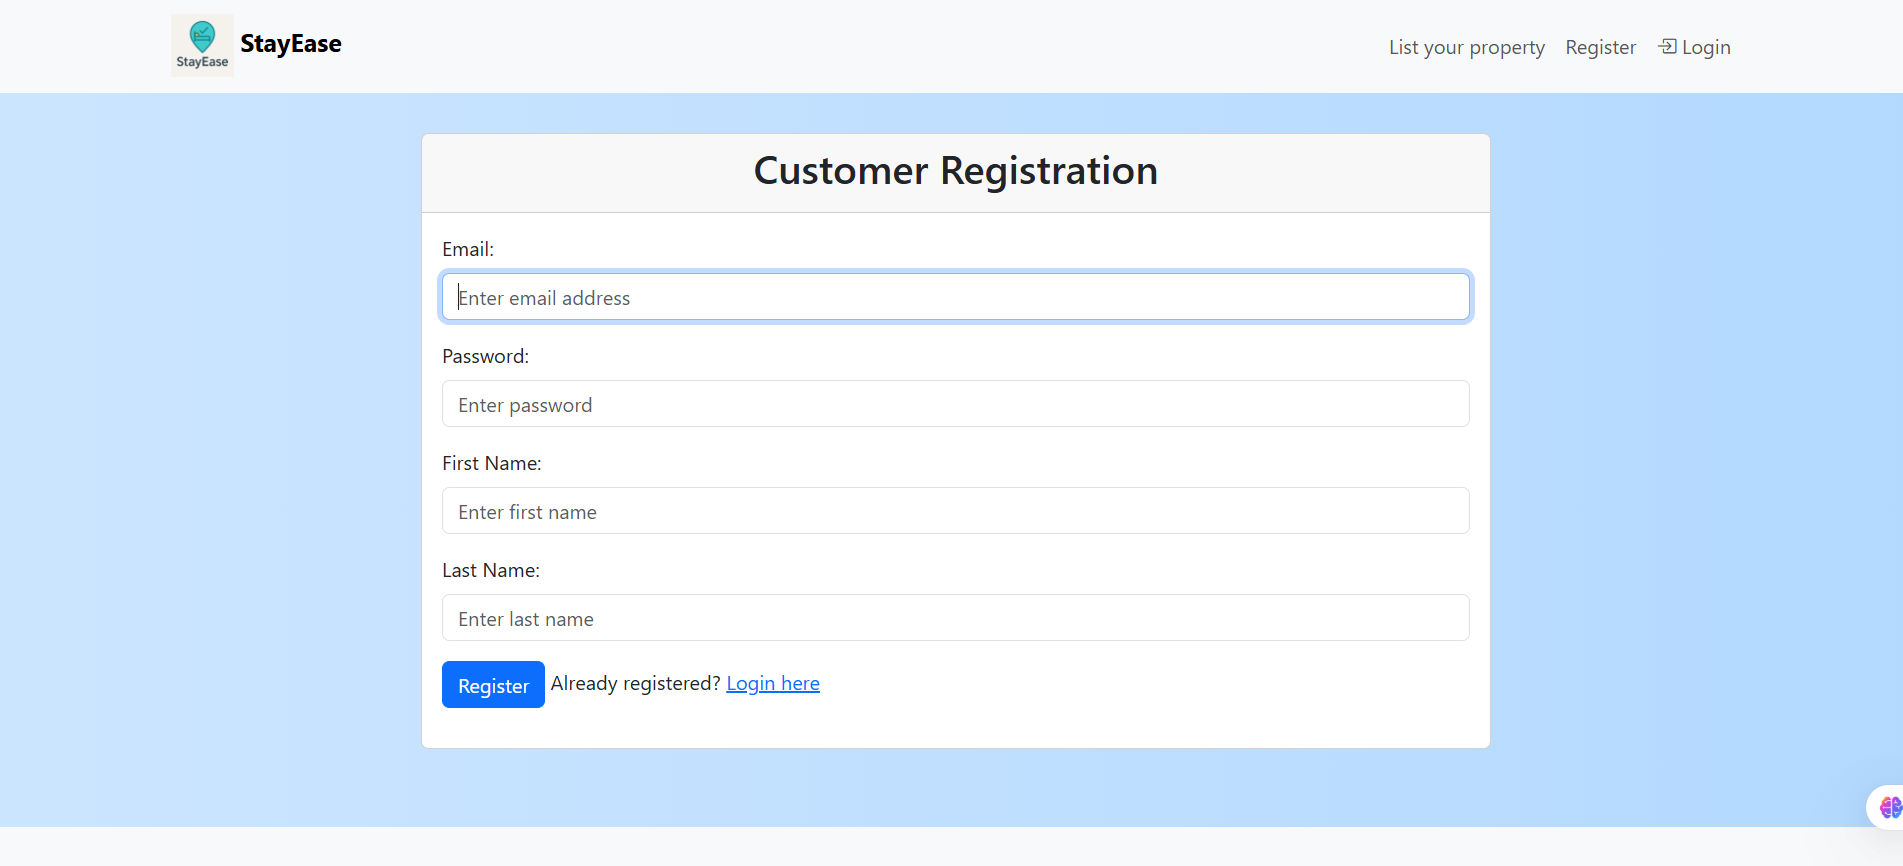 StayEase
StayEase
List your property
Register
Login
Customer Registration
Email:
Enter email address
Password:
Enter password
First Name:
Enter first name
Last Name:
Enter last name
Register Already registered? Login here